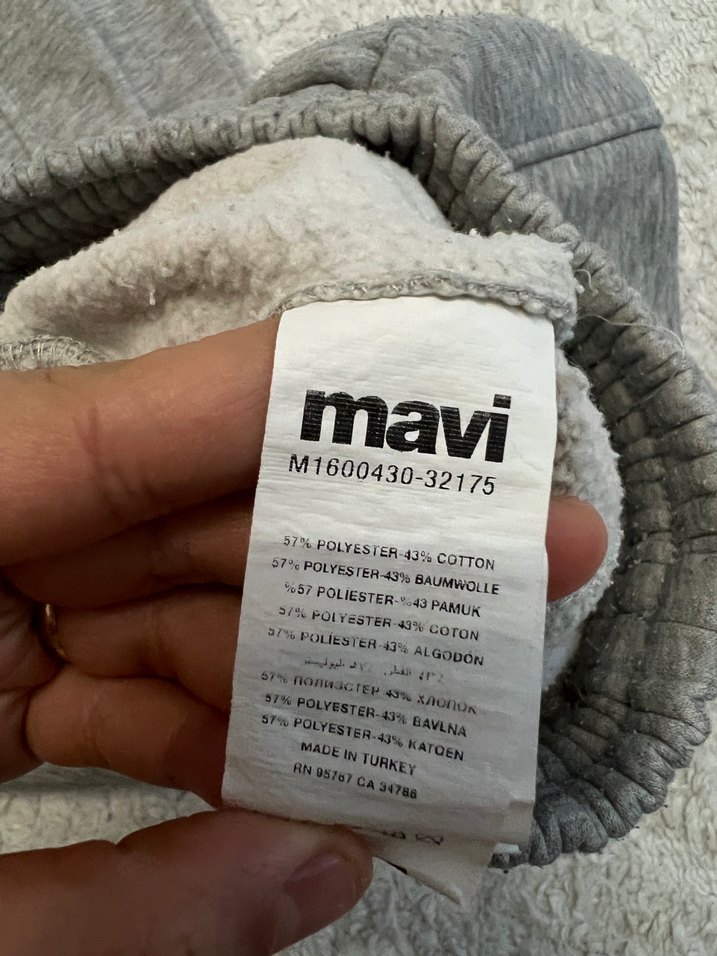 mavi
M1600430-32175
57% POLYESTER-43% COTTON
57% POLYESTER-43% BAUMWOLLE
%57 POLIESTER-%43 PAMUK
57% POLYESTER-43% COTON
57% POLIESTER-43% ALGODÓN
57% ПОЛИЭСТЕР 43% ХЛОПОК
57% POLYESTER-43% BAVLNA
57% POLYESTER-43% KATOEN
MADE IN TURKEY
RN 95767 CA 34788